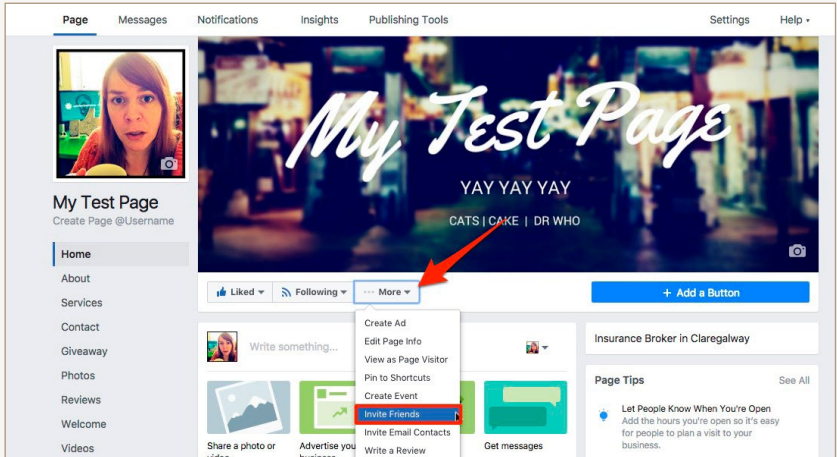 Page Messages Notifications Insights Publishing Tools Settings Help
My Test Page
YAY YAY YAY
CATS | CAKE | DR WHO
My Test Page
Create Page @Username
Home
About
Services
Contact
Giveaway
Photos
Reviews
Welcome
Videos
Liked Following ··· More
+ Add a Button
Create Ad
Edit Page Info
View as Page Visitor
Pin to Shortcuts
Create Event
Invite Friends
Invite Email Contacts
Write a Review
Write something...
Share a photo or
Advertise you
Get messages
Insurance Broker in Claregalway
Page Tips See All
Let People Know When You're Open
Add the hours you're open so it's easy
for people to plan a visit to your
business.